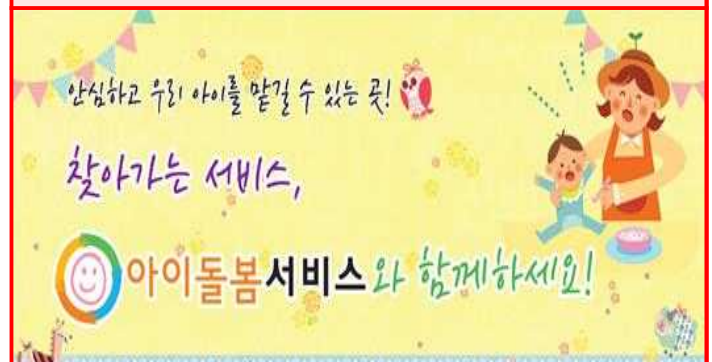 안심하고 우리 아이를 맡길 수 있는 곳!
찾아가는 서비스,
아이돌봄서비스와 함께하세요!